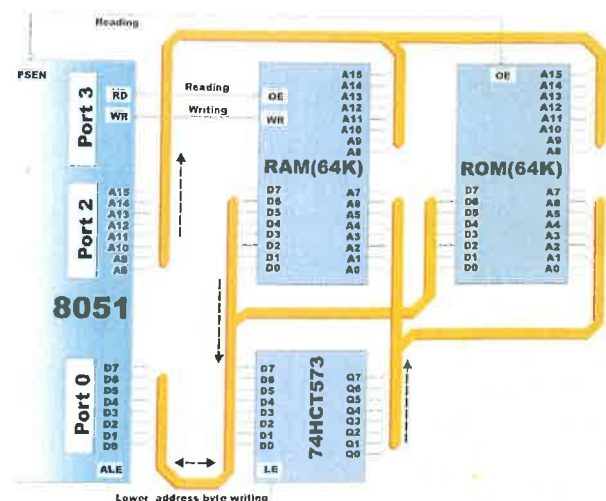 Reading
PSEN
Port 3
RD
WR
Reading
Writing
OE
WR
RAM(64K)
A15
A14
A13
A12
A11
A10
A9
A8
D7
D6
D5
D4
D3
D2
D1
D0
A7
A6
A5
A4
A3
A2
A1
A0
OE
ROM(64K)
A15
A14
A13
A12
A11
A10
A9
A8
D7
D6
D5
D4
D3
D2
D1
D0
A7
A6
A5
A4
A3
A2
A1
A0
Port 2
A15
A14
A13
A12
A11
A10
A9
A8
8051
Port 0
D7
D6
D5
D4
D3
D2
D1
D0
ALE
D7
D6
D5
D4
D3
D2
D1
D0
LE
74HCT573
Q7
Q6
Q5
Q4
Q3
Q2
Q1
Q0
Lower address byte writing